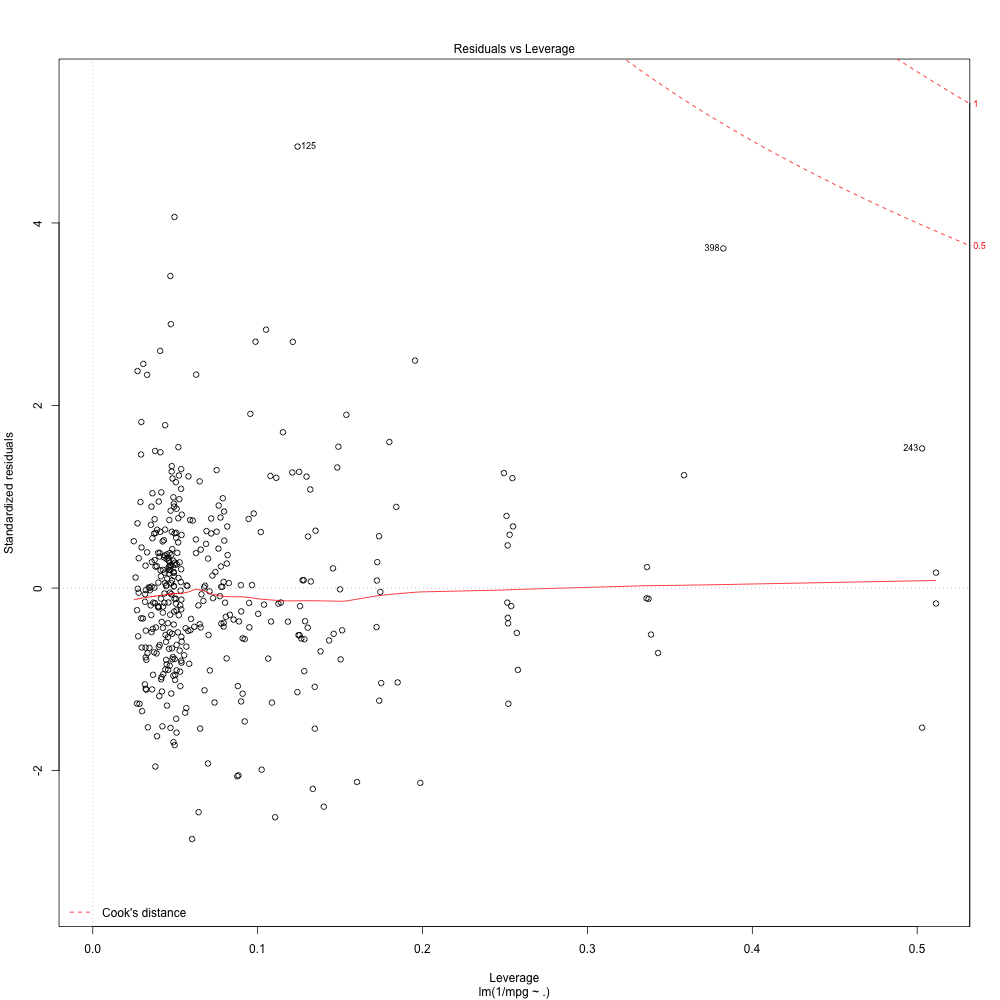 Residuals vs Leverage
1
125
4
0.5
398
2
243
Standardized residuals
0
-2
Cook's distance
0.0 0.1 0.2 0.3 0.4 0.5
Leverage
lm(1/mpg ~ .)